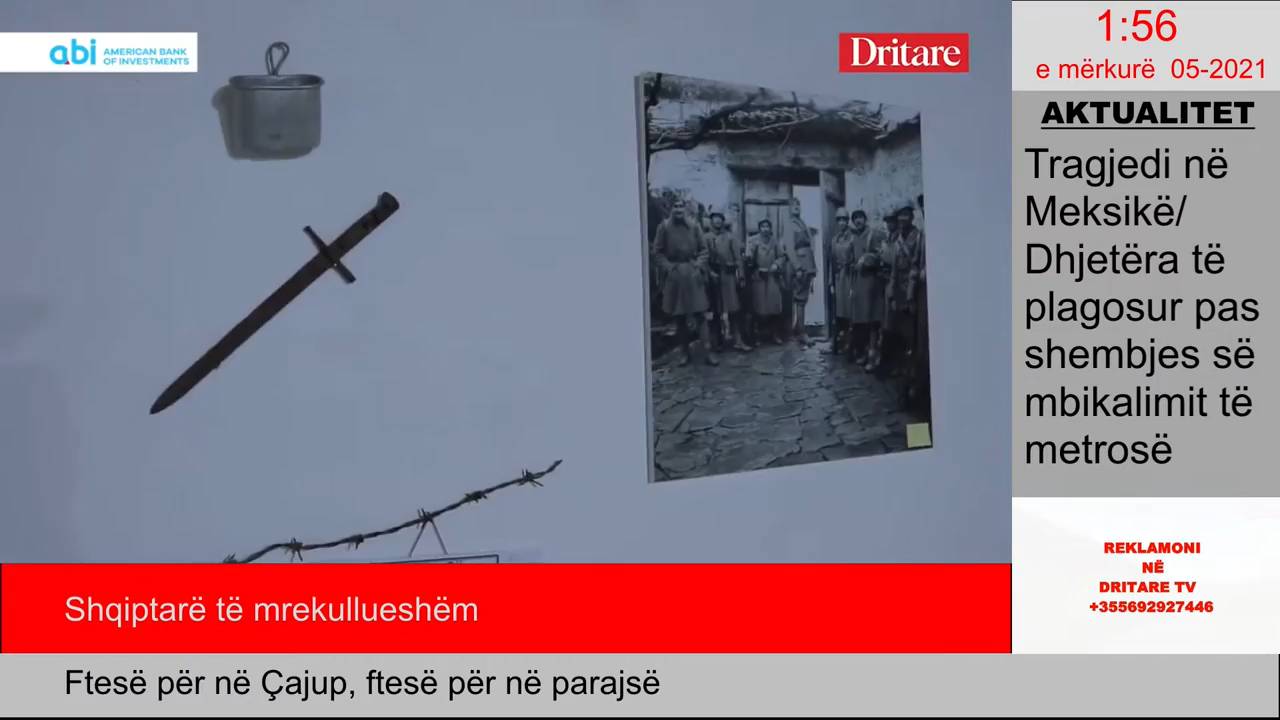 abi AMERICAN BANK
OF INVESTMENTS
Dritare
1:56
e mërkurë 05-2021
AKTUALITET
Tragjedi në
Meksikë/
Dhjetëra të
plagosur pas
shembjes së
mbikalimit të
metrosë
REKLAMONI
NË
DRITARE TV
+355692927446
Shqiptarë të mrekullueshëm
Ftesë për në Çajup, ftesë për në parajsë